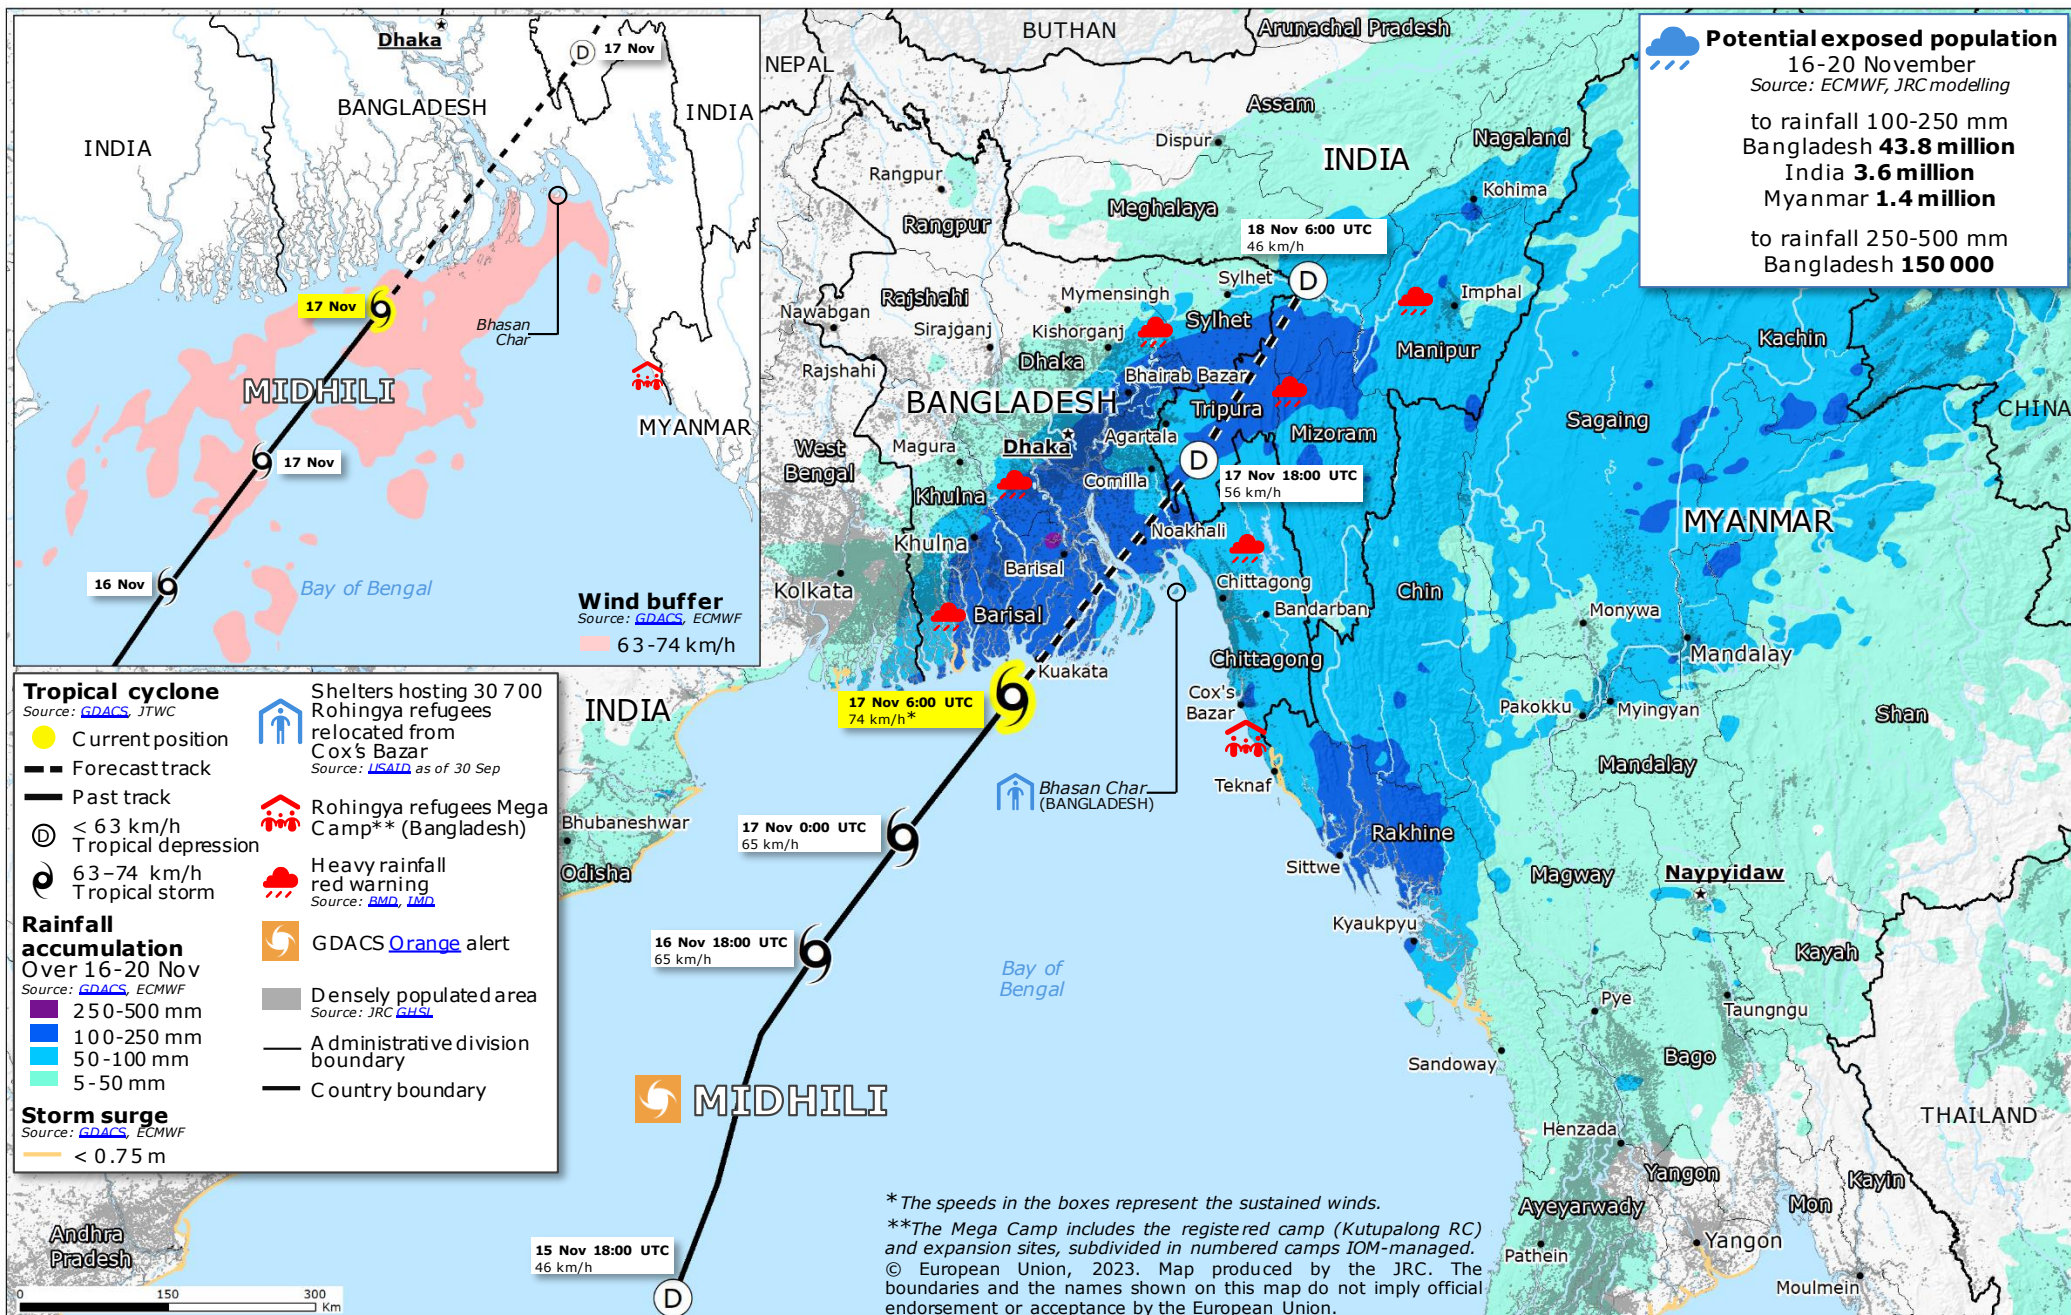 Dhaka
17 Nov
BANGLADESH
INDIA
INDIA
17 Nov
Bhasan
Char
MIDHILI
MYANMAR
17 Nov
16 Nov
Bay of Bengal
Wind buffer
Source: GDACS, ECMWF
63-74 km/h
Tropical cyclone
Source: GDACS, JTWC
Current position
Forecast track
Past track
D
< 63 km/h
Tropical depression
63–74 km/h
Tropical storm
Rainfall
accumulation
Over 16-20 Nov
Source: GDACS, ECMWF
250-500 mm
100-250 mm
50-100 mm
5-50 mm
Storm surge
Source: GDACS, ECMWF
< 0.75 m
Shelters hosting 30 700
Rohingya refugees
relocated from
Cox's Bazar
Source: USAID as of 30 Sep
Rohingya refugees Mega
Camp** (Bangladesh)
Heavy rainfall
red warning
Source: BMD, IMD
GDACS Orange alert
Densely populated area
Source: JRC GHSL
Administrative division
boundary
Country boundary
Potential exposed population
16-20 November
Source: ECMWF, JRC modelling
to rainfall 100-250 mm
Bangladesh 43.8 million
India 3.6 million
Myanmar 1.4 million
to rainfall 250-500 mm
Bangladesh 150 000
BUTHAN
Arunachal Pradesh
NEPAL
Assam
Dispur
Nagaland
INDIA
Rangpur
Kohima
Meghalaya
Rangpur
18 Nov 6:00 UTC
46 km/h
D
Sylhet
Rajshahi
Mymensingh
Imphal
Nawabgan
Sirajganj
Kishorganj
Sylhet
Kachin
Dhaka
Manipur
Rajshahi
Bhairab Bazar
BANGLADESH
Tripura
CHINA
Sagaing
Agartala
Mizoram
West
Bengal
Magura
Dhaka
D
17 Nov 18:00 UTC
56 km/h
Comilla
Khulna
MYANMAR
Noakhali
Khulna
Barisal
Chittagong
Kolkata
Chin
Bandarban
Monywa
Barisal
Mandalay
Chittagong
Kuakata
17 Nov 6:00 UTC
74 km/h*
INDIA
Cox's
Bazar
Pakokku
Myingyan
Shan
Mandalay
Bhasan Char
(BANGLADESH)
Teknaf
Bhubaneshwar
17 Nov 0:00 UTC
65 km/h
Rakhine
Odisha
Sittwe
Magway
Naypyidaw
Kyaukpyu
16 Nov 18:00 UTC
65 km/h
Kayah
Bay of
Bengal
Pye
Taungngu
Sandoway
Bago
MIDHILI
THAILAND
Henzada
Yangon
Kayin
Ayeyarwady
Mon
Andhra
Pradesh
15 Nov 18:00 UTC
46 km/h
D
Pathein
Yangon
Moulmein
0 150 300
Km
*The speeds in the boxes represent the sustained winds.
**The Mega Camp includes the registered camp (Kutupalong RC)
and expansion sites, subdivided in numbered camps IOM-managed.
© European Union, 2023. Map produced by the JRC. The
boundaries and the names shown on this map do not imply official
endorsement or acceptance by the European Union.